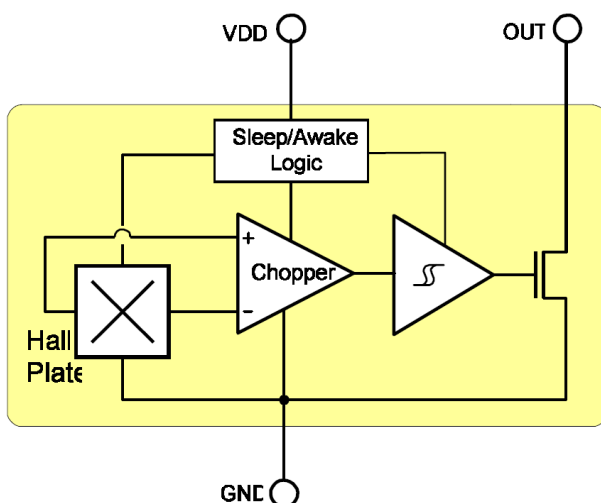 VDD
OUT
Sleep/Awake
Logic
+
Chopper
-
Hall
Plate
GND